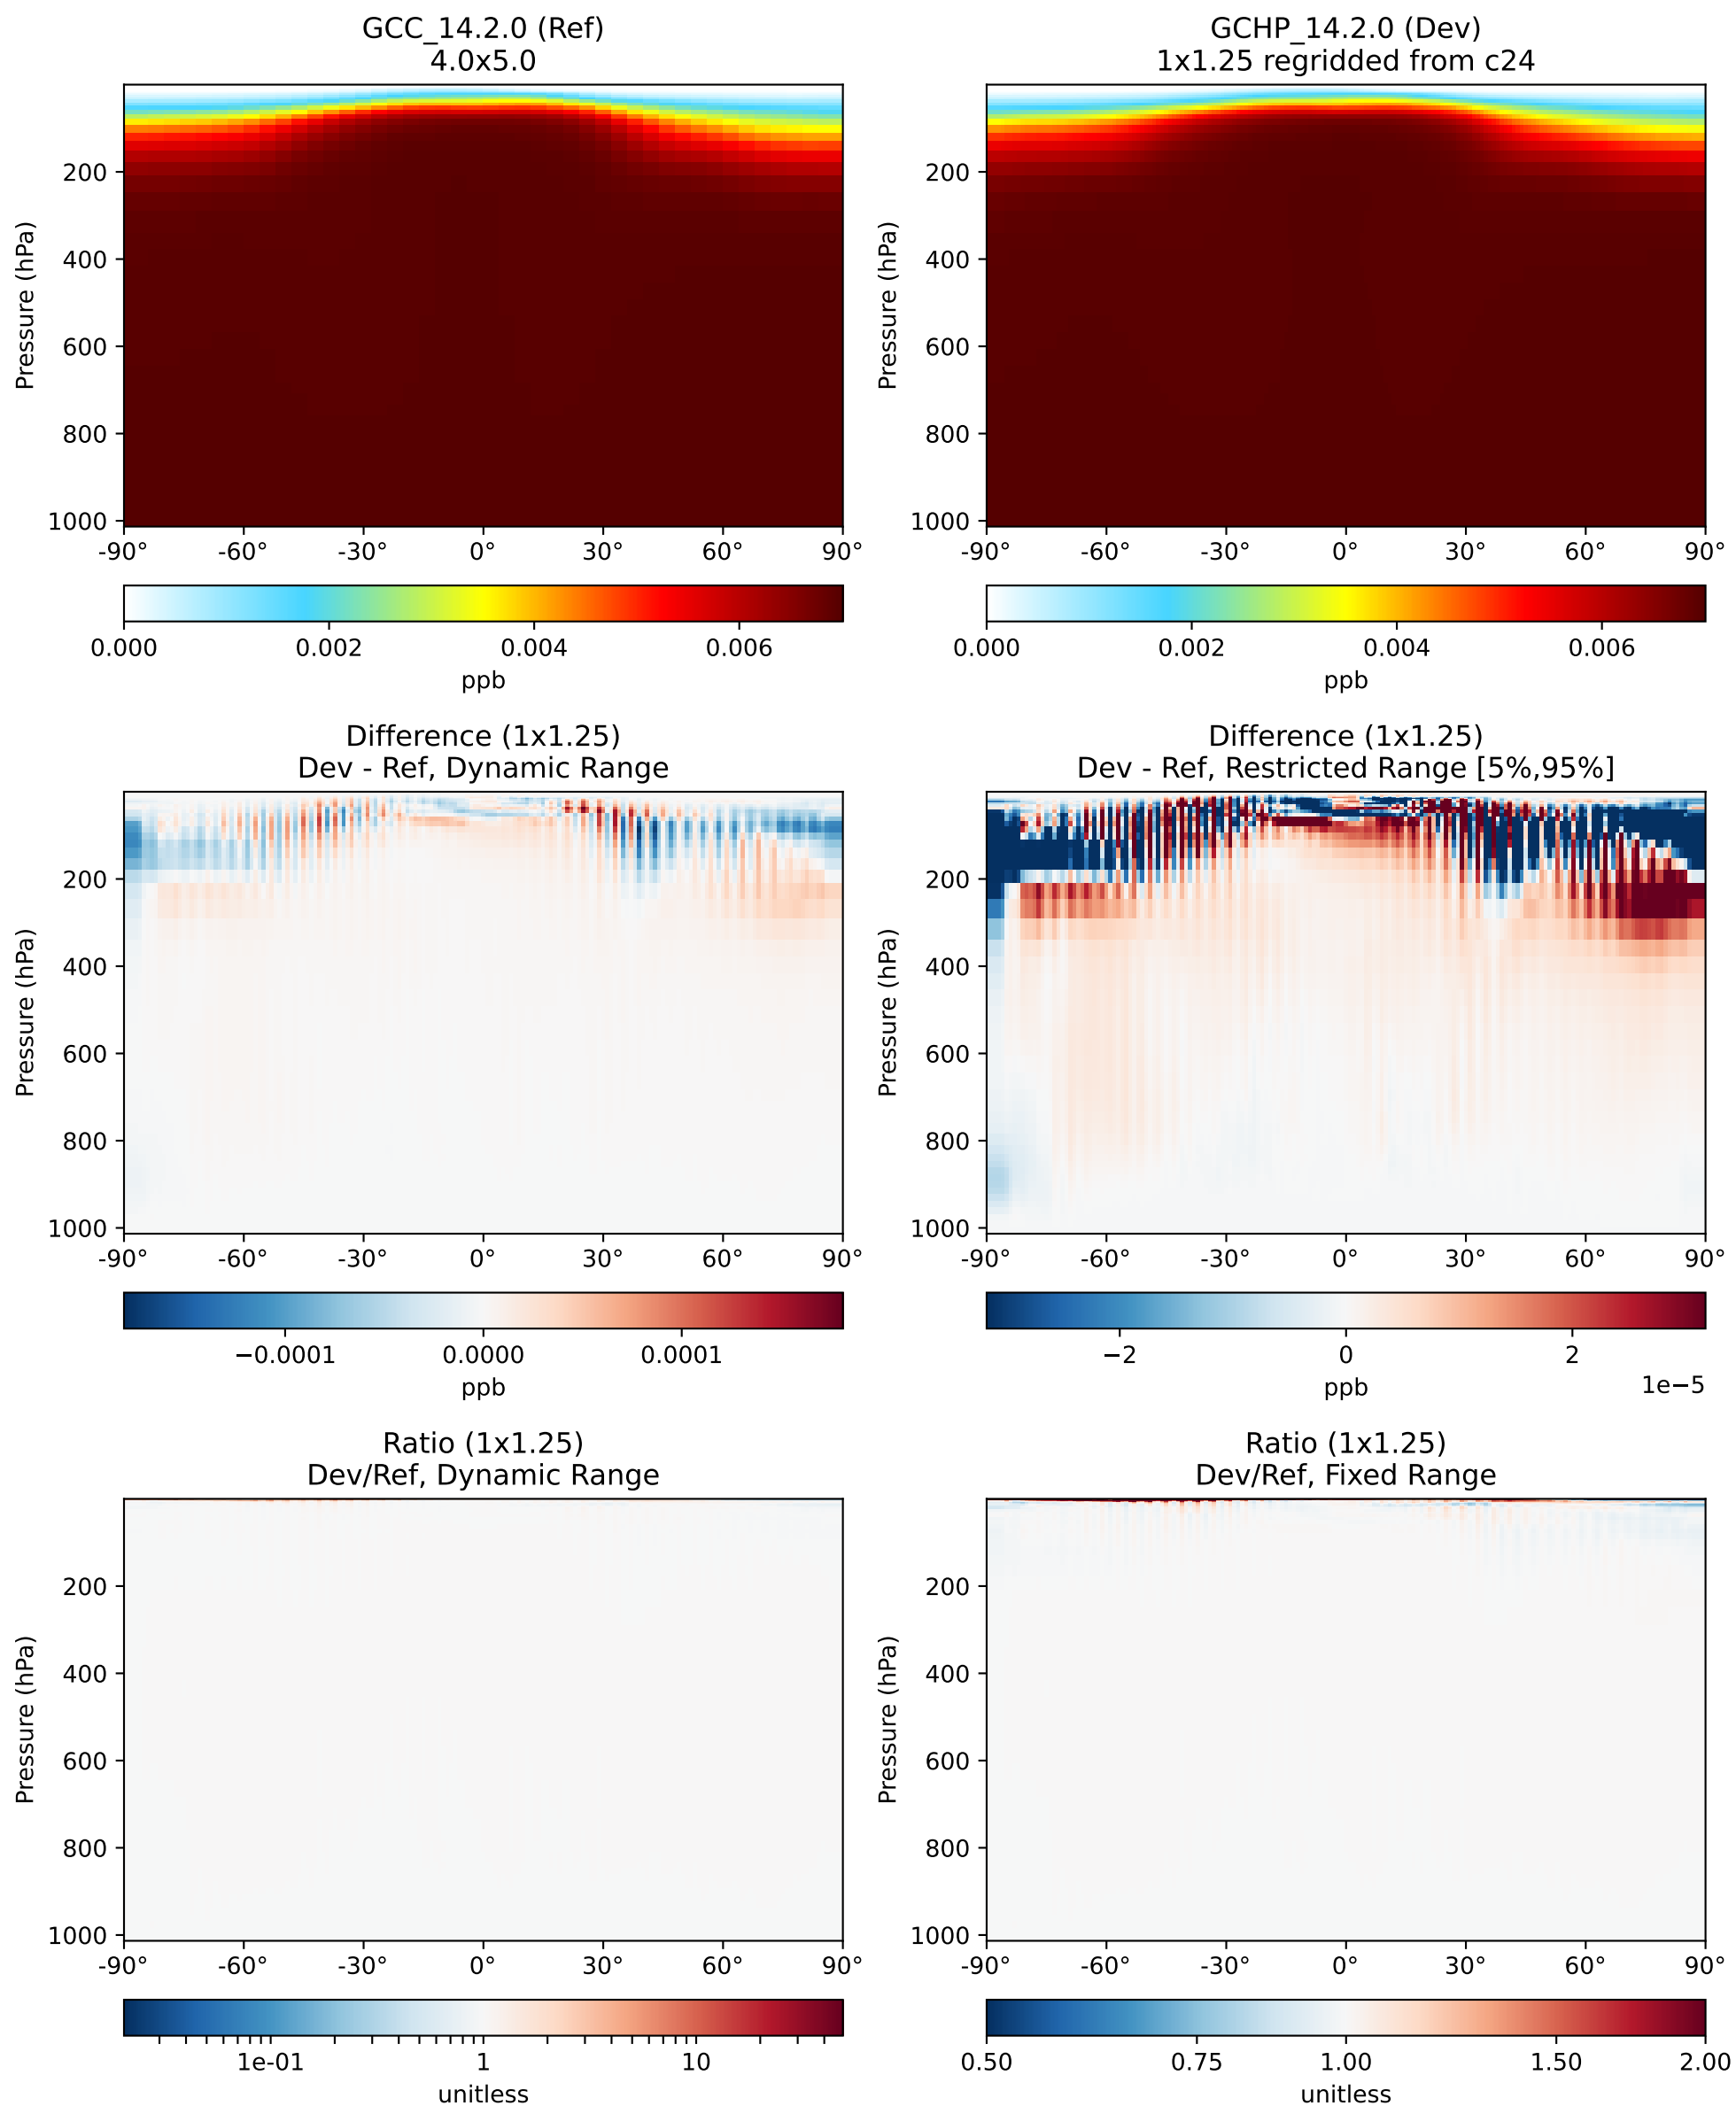 GCC_14.2.0 (Ref)
4.0x5.0
Pressure (hPa)
200
400
600
800
1000
-90° -60° -30° 0° 30° 60° 90°
0.000 0.002 0.004 0.006
ppb
GCHP_14.2.0 (Dev)
1x1.25 regridded from c24
Pressure (hPa)
200
400
600
800
1000
-90° -60° -30° 0° 30° 60° 90°
0.000 0.002 0.004 0.006
ppb
Difference (1x1.25)
Dev - Ref, Dynamic Range
Pressure (hPa)
200
400
600
800
1000
-90° -60° -30° 0° 30° 60° 90°
−0.0001 0.0000 0.0001
ppb
Difference (1x1.25)
Dev - Ref, Restricted Range [5%,95%]
Pressure (hPa)
200
400
600
800
1000
-90° -60° -30° 0° 30° 60° 90°
−2 0 2
1e−5
ppb
Ratio (1x1.25)
Dev/Ref, Dynamic Range
Pressure (hPa)
200
400
600
800
1000
-90° -60° -30° 0° 30° 60° 90°
1e-01 1 10
unitless
Ratio (1x1.25)
Dev/Ref, Fixed Range
Pressure (hPa)
200
400
600
800
1000
-90° -60° -30° 0° 30° 60° 90°
0.50 0.75 1.00 1.50 2.00
unitless